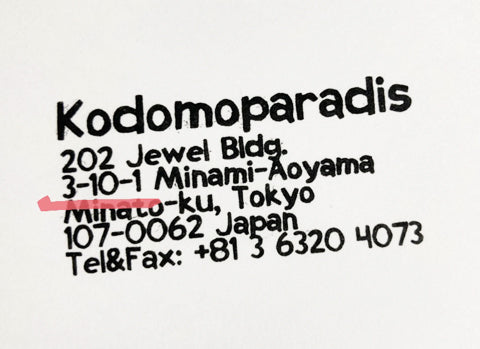 Kodomoparadis
202 Jewel Bldg.
3-10-1 Minami-Aoyama
Minato-ku, Tokyo
107-0062 Japan
Tel&Fax: +81 3 6320 4073